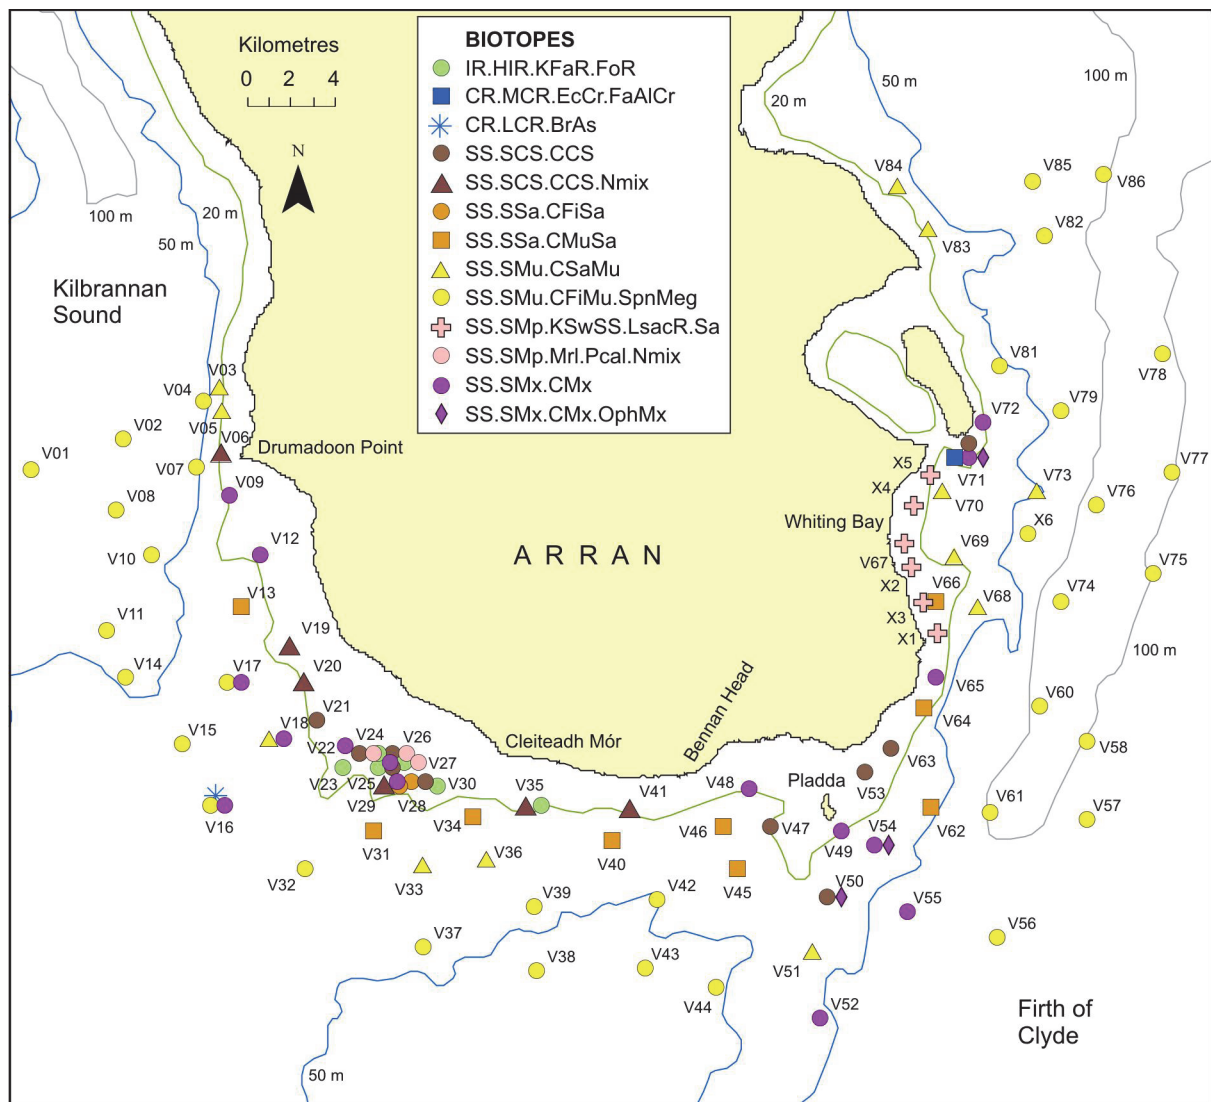 Kilometres
0 2 4
N
BIOTOPES
IR.HIR.KFaR.FoR
CR.MCR.EcCr.FaAlCr
CR.LCR.BrAs
SS.SCS.CCS
SS.SCS.CCS.Nmix
SS.SSa.CFiSa
SS.SSa.CMuSa
SS.SMu.CSaMu
SS.SMu.CFiMu.SpnMeg
SS.SMp.KSwSS.LsacR.Sa
SS.SMp.Mrl.Pcal.Nmix
SS.SMx.CMx
SS.SMx.CMx.OphMx
100 m
20 m
50 m
50 m
20 m
100 m
Kilbrannan
Sound
V84
V85
V86
V83
V82
V81
V78
V03
V04
V05
V02
V06
Drumadoon Point
V01
V07
V09
V08
V10
V12
V11
V13
V14
V17
V19
V20
V21
V15
V18
V16
V79
V72
V77
X5
V71
V73
X4
V70
V76
Whiting Bay
X6
ARRAN
V67
V69
V75
X2
V66
V68
V74
X3
X1
100 m
V65
V60
V64
V58
V63
V22
V24
V26
V27
V23
V25
V30
V29
V28
Cleiteadh Mór
Bennan Head
V35
V41
V48
Pladda
V53
V61
V57
V34
V31
V46
V47
V49
V54
V62
V32
V33
V36
V40
V45
V50
V55
V39
V42
V56
V37
V38
V43
V51
V44
V52
Firth of
Clyde
50 m